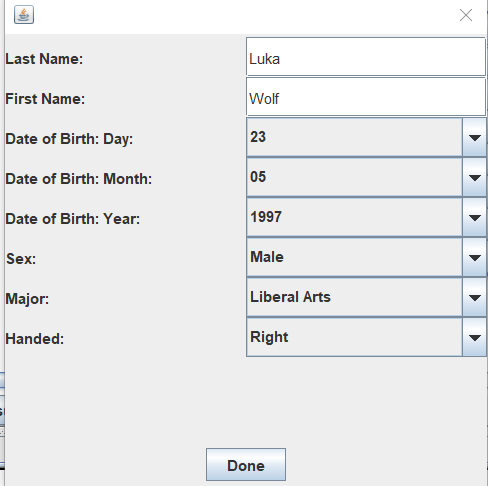 Last Name: Luka
First Name: Wolf
Date of Birth: Day: 23
Date of Birth: Month: 05
Date of Birth: Year: 1997
Sex: Male
Major: Liberal Arts
Handed: Right
Done